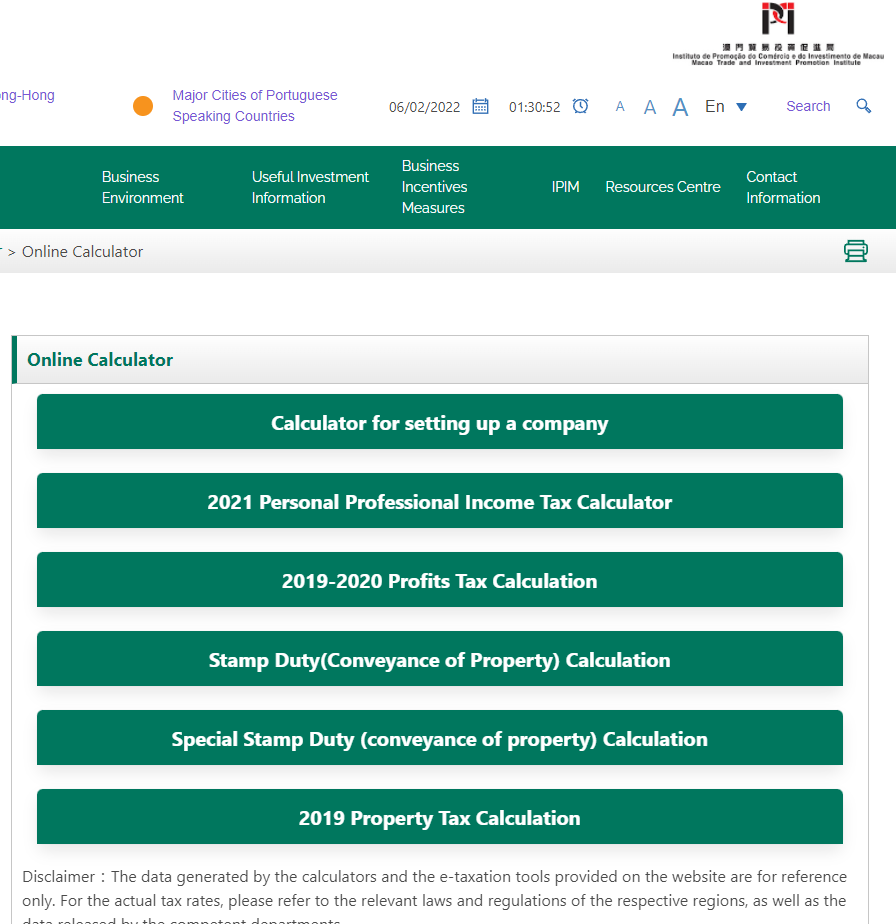 澳門貿易投資促進局
Instituto de Promoção do Comércio e do Investimento de Macau
Macao Trade and Investment Promotion Institute
ong-Hong
Major Cities of Portuguese
Speaking Countries
06/02/2022
01:30:52
A A A
En
Search
Business
Environment
Useful Investment
Information
Business
Incentives
Measures
IPIM
Resources Centre
Contact
Information
> Online Calculator
Online Calculator
Calculator for setting up a company
2021 Personal Professional Income Tax Calculator
2019-2020 Profits Tax Calculation
Stamp Duty(Conveyance of Property) Calculation
Special Stamp Duty (conveyance of property) Calculation
2019 Property Tax Calculation
Disclaimer：The data generated by the calculators and the e-taxation tools provided on the website are for reference
only. For the actual tax rates, please refer to the relevant laws and regulations of the respective regions, as well as the
data released by the competent departments.